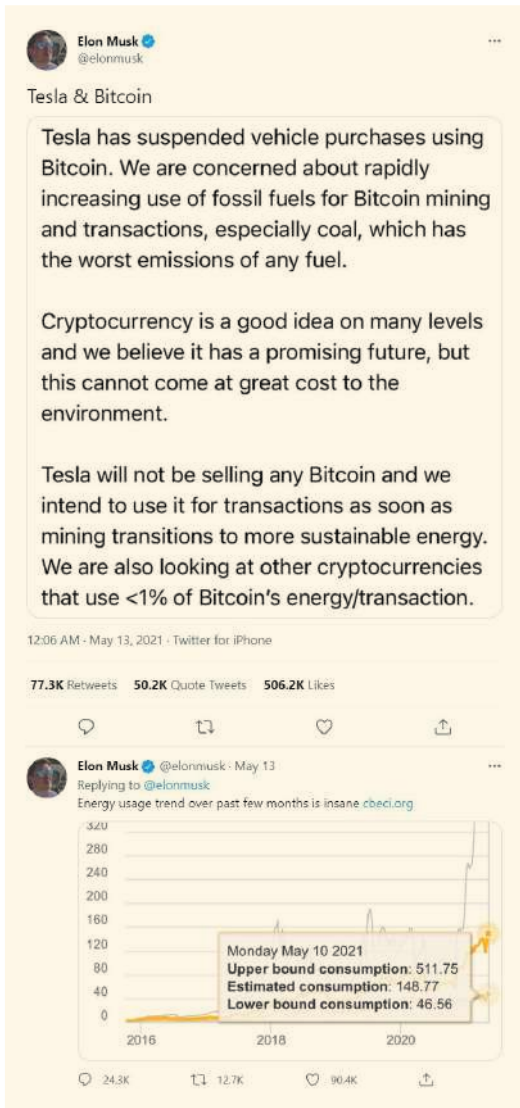 Elon Musk
@elonmusk
Tesla & Bitcoin
Tesla has suspended vehicle purchases using
Bitcoin. We are concerned about rapidly
increasing use of fossil fuels for Bitcoin mining
and transactions, especially coal, which has
the worst emissions of any fuel.
Cryptocurrency is a good idea on many levels
and we believe it has a promising future, but
this cannot come at great cost to the
environment.
Tesla will not be selling any Bitcoin and we
intend to use it for transactions as soon as
mining transitions to more sustainable energy.
We are also looking at other cryptocurrencies
that use <1% of Bitcoin's energy/transaction.
12:06 AM · May 13, 2021 · Twitter for iPhone
77.3K Retweets 50.2K Quote Tweets 506.2K Likes
Elon Musk @elonmusk · May 13
Replying to @elonmusk
Energy usage trend over past few months is insane cbeci.org
320
280
240
200
160
120
80
40
0
Monday May 10 2021
Upper bound consumption: 511.75
Estimated consumption: 148.77
Lower bound consumption: 46.56
2016 2018 2020
24.3K 12.7K 90.4K